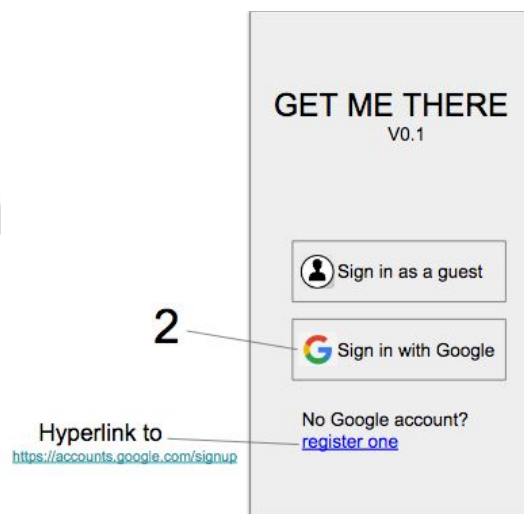 GET ME THERE
V0.1
Sign in as a guest
2
Sign in with Google
No Google account?
Hyperlink to
register one
https://accounts.google.com/signup